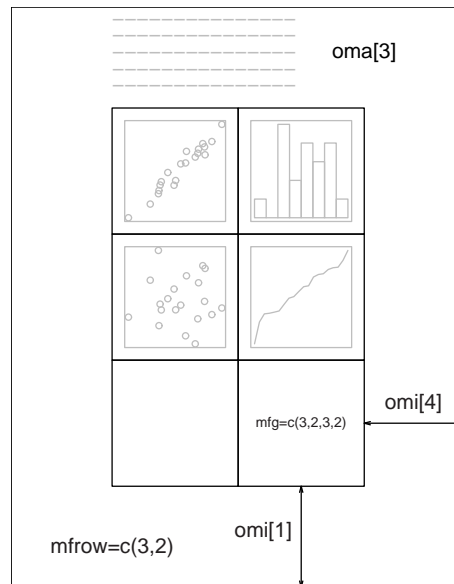 oma[3]
mfg=c(3,2,3,2)
omi[4]
omi[1]
mfrow=c(3,2)